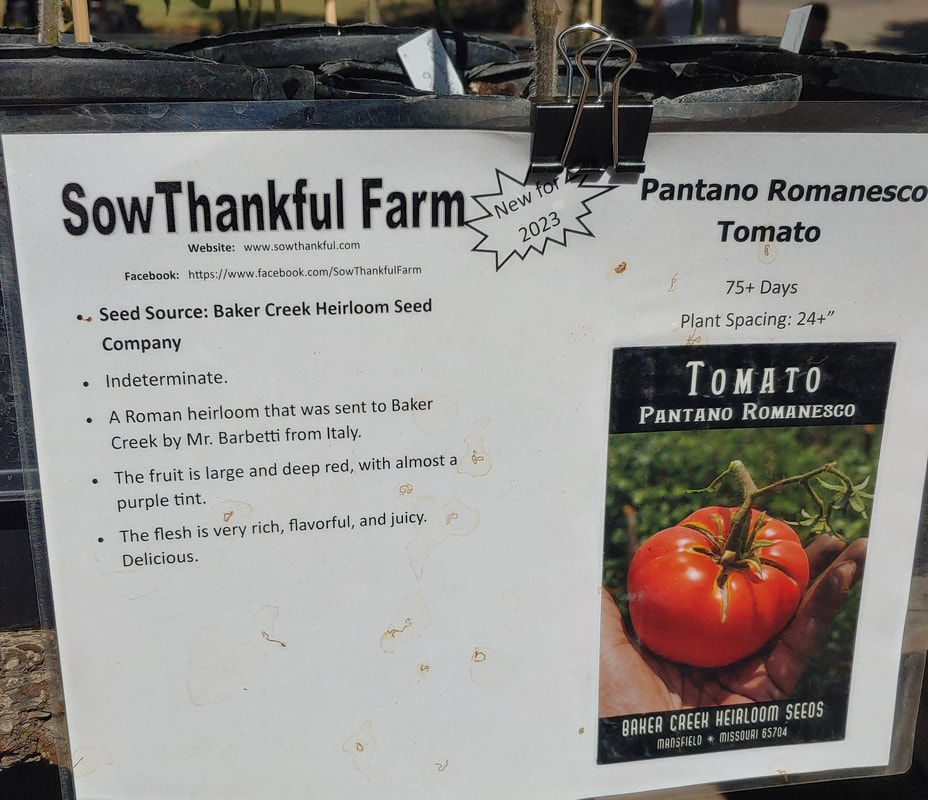 SowThankful Farm
Website: www.sowthankful.com
Facebook: https://www.facebook.com/SowThankfulFarm
New for
2023
Pantano Romanesco
Tomato
75+ Days
Plant Spacing: 24+”
• Seed Source: Baker Creek Heirloom Seed
Company
• Indeterminate.
• A Roman heirloom that was sent to Baker
Creek by Mr. Barbetti from Italy.
• The fruit is large and deep red, with almost a
purple tint.
• The flesh is very rich, flavorful, and juicy.
Delicious.
TOMATO
PANTANO ROMANESCO
BAKER CREEK HEIRLOOM SEEDS
MANSFIELD * MISSOURI 65704